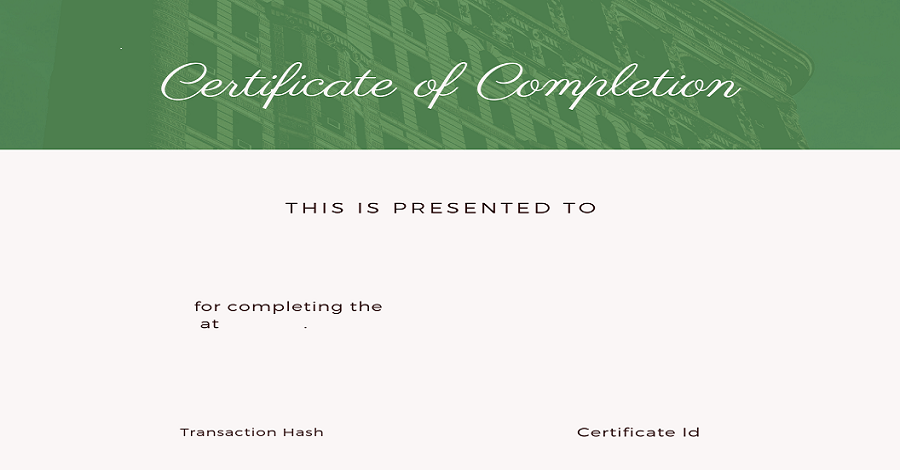 Certificate of Completion
THIS IS PRESENTED TO
for completing the
at .
Transaction Hash
Certificate Id